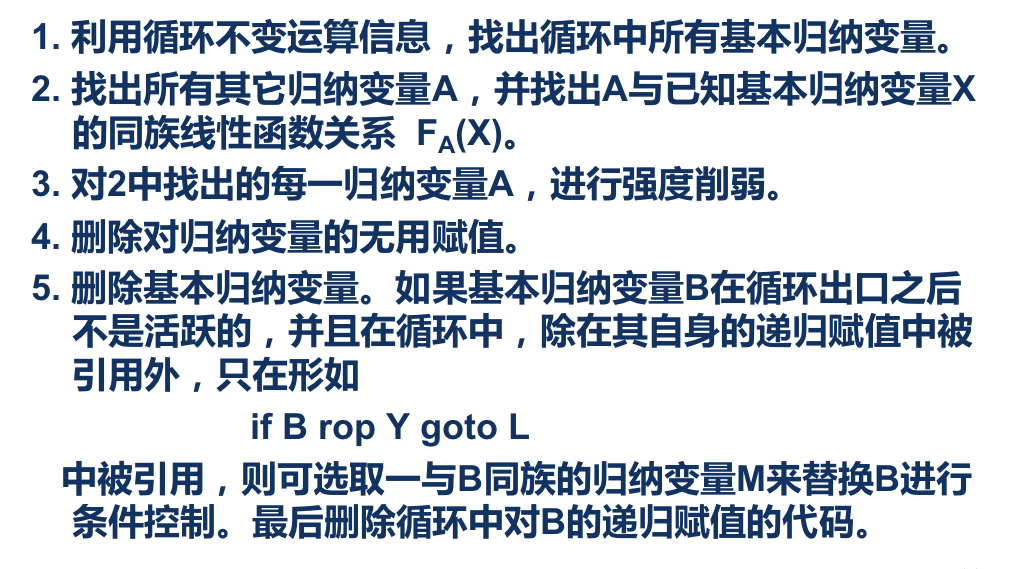 1. 利用循环不变运算信息，找出循环中所有基本归纳变量。
2. 找出所有其它归纳变量A，并找出A与已知基本归纳变量X
的同族线性函数关系 FA(X)。
3. 对2中找出的每一归纳变量A，进行强度削弱。
4. 删除对归纳变量的无用赋值。
5. 删除基本归纳变量。如果基本归纳变量B在循环出口之后
不是活跃的，并且在循环中，除在其自身的递归赋值中被
引用外，只在形如
if B rop Y goto L
中被引用，则可选取一与B同族的归纳变量M来替换B进行
条件控制。最后删除循环中对B的递归赋值的代码。